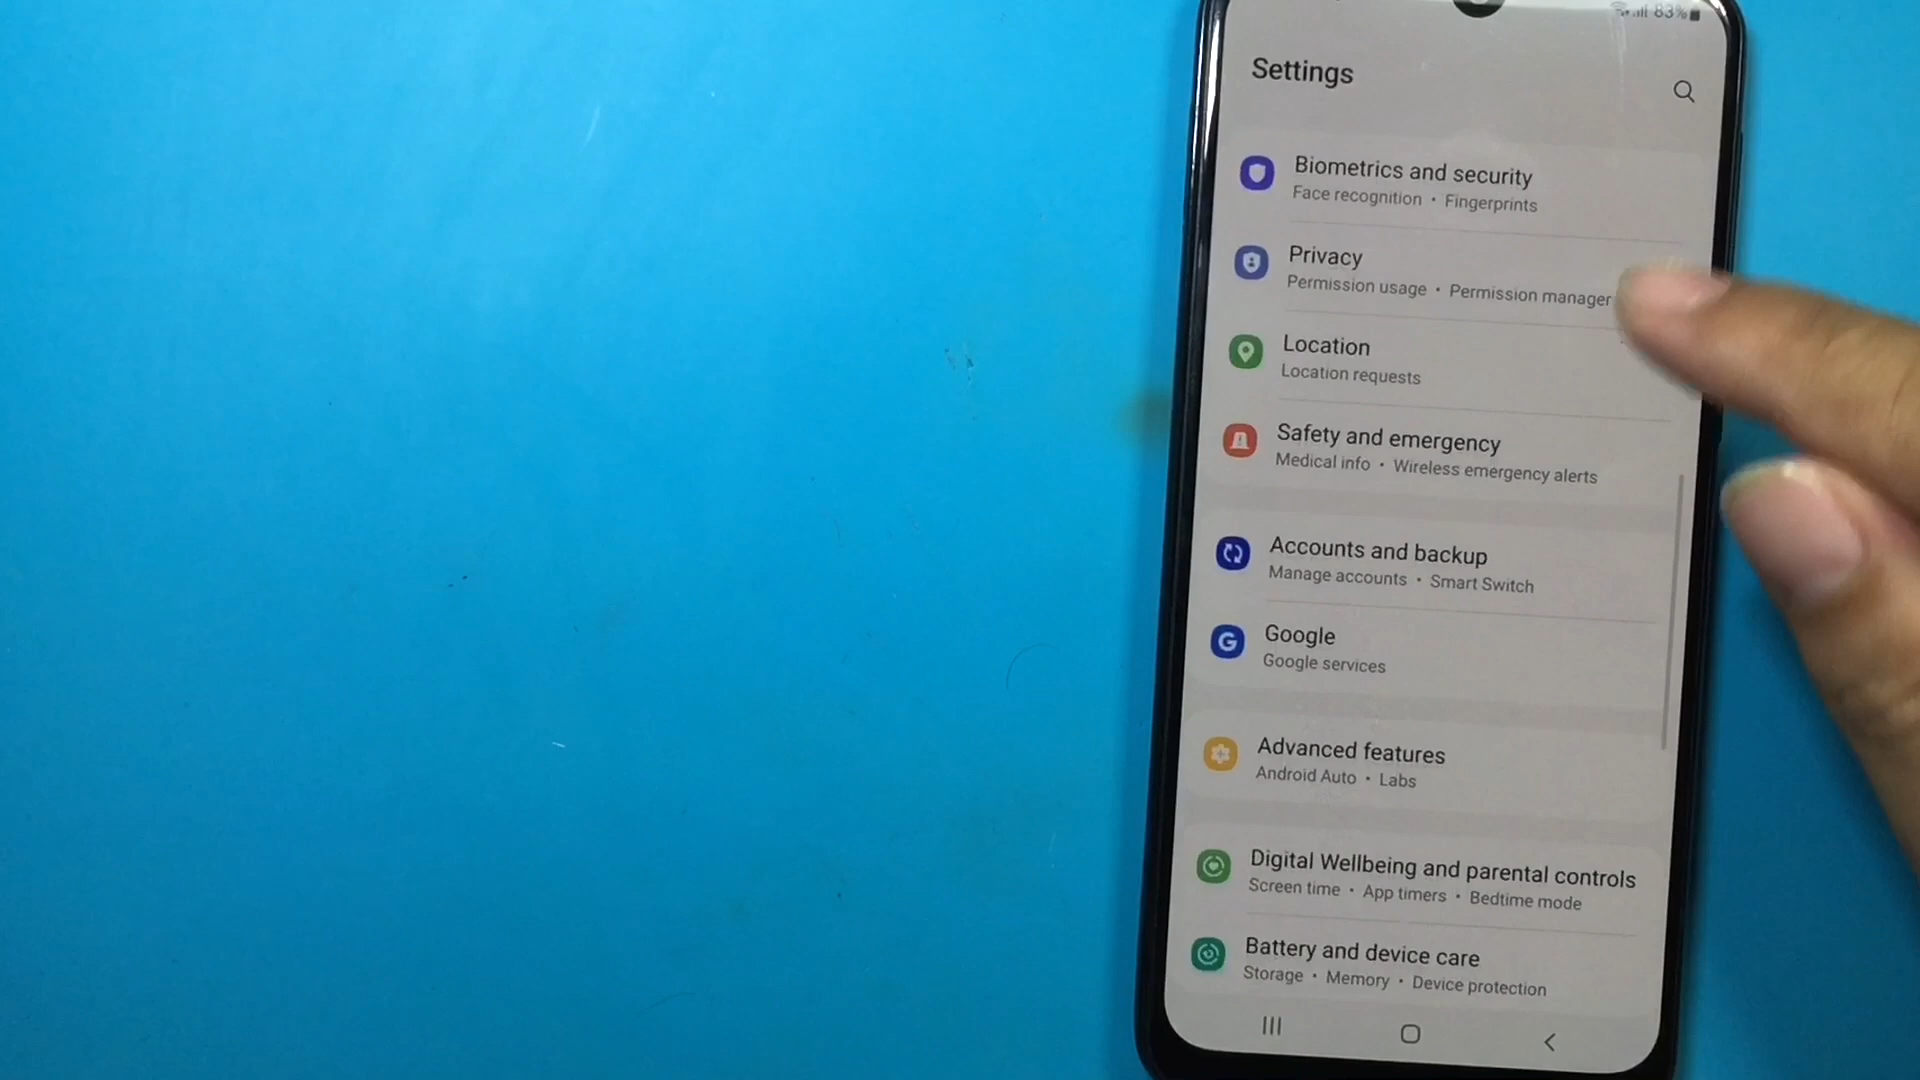 83%
Settings
Biometrics and security
Face recognition • Fingerprints
Privacy
Permission usage • Permission manager
Location
Location requests
Safety and emergency
Medical info • Wireless emergency alerts
Accounts and backup
Manage accounts • Smart Switch
Google
Google services
Advanced features
Android Auto • Labs
Digital Wellbeing and parental controls
Screen time • App timers • Bedtime mode
Battery and device care
Storage • Memory • Device protection